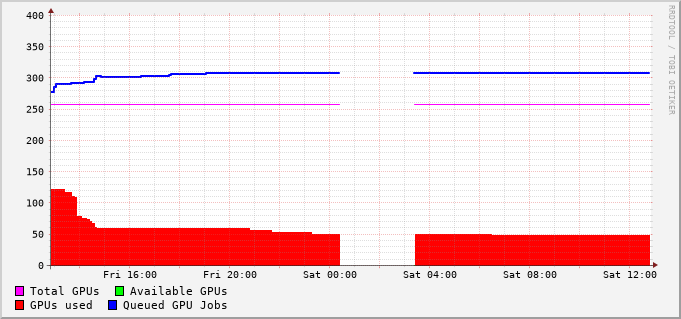 400
350
300
250
200
150
100
50
0
Fri 16:00 Fri 20:00 Sat 00:00 Sat 04:00 Sat 08:00 Sat 12:00
Total GPUs Available GPUs
GPUs used Queued GPU Jobs
RRDTOOL / TOBI OETIKER